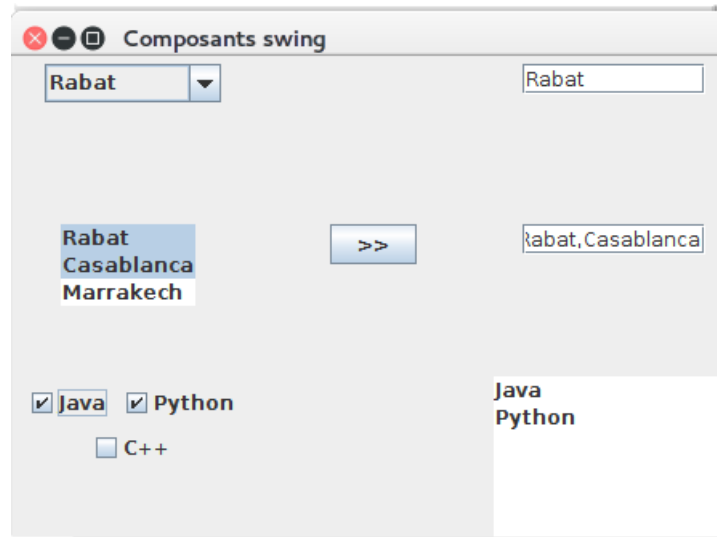 Composants swing
Rabat
Rabat
Rabat
Casablanca
Marrakech
>>
Rabat,Casablanca
Java
Python
C++
Java
Python